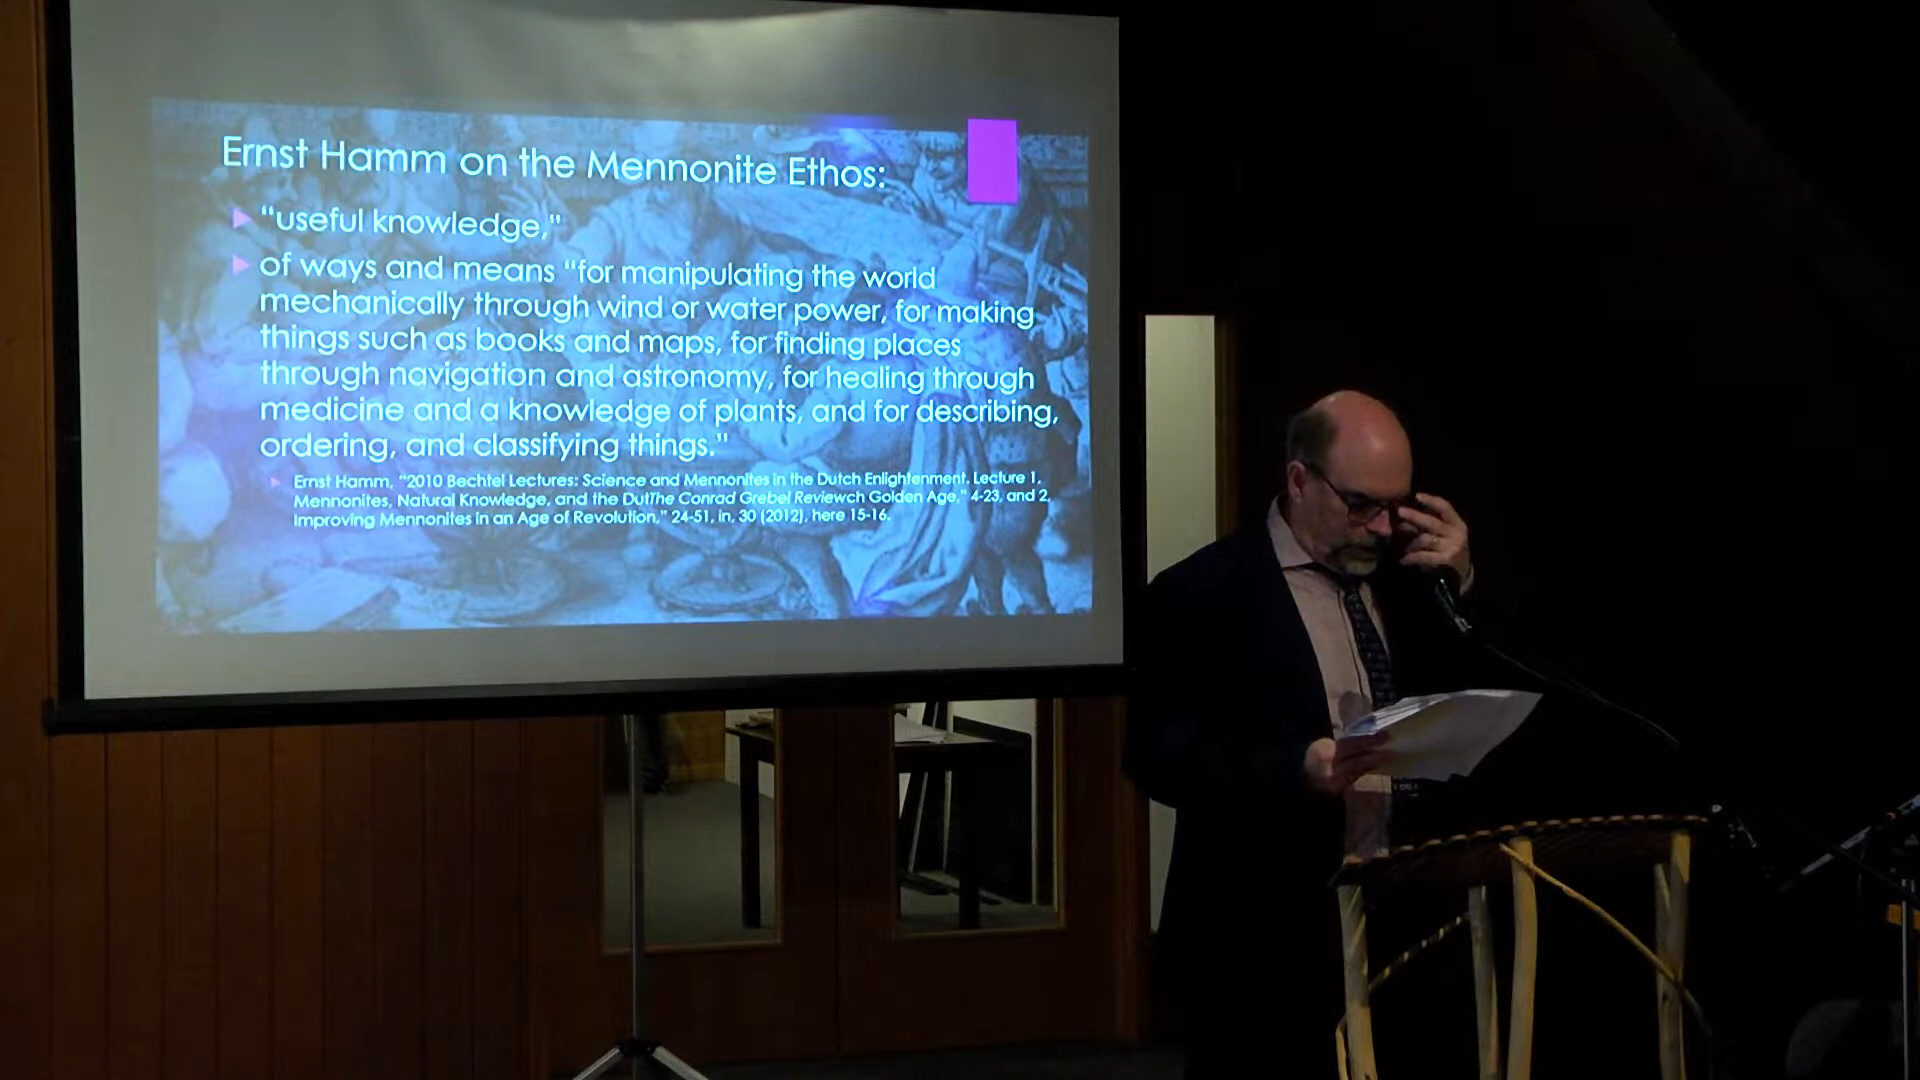 Ernst Hamm on the Mennonite Ethos:
“useful knowledge,”
of ways and means “for manipulating the world
mechanically through wind or water power, for making
things such as books and maps, for finding places
through navigation and astronomy, for healing through
medicine and a knowledge of plants, and for describing,
ordering, and classifying things.”
Ernst Hamm, “2010 Bechtel Lectures: Science and Mennonites in the Dutch Enlightenment. Lecture 1,
Mennonites, Natural Knowledge, and the DutThe Conrad Grebel Reviewch Golden Age,” 4-23, and 2,
Improving Mennonites in an Age of Revolution,” 24-51, in, 30 (2012), here 15-16.